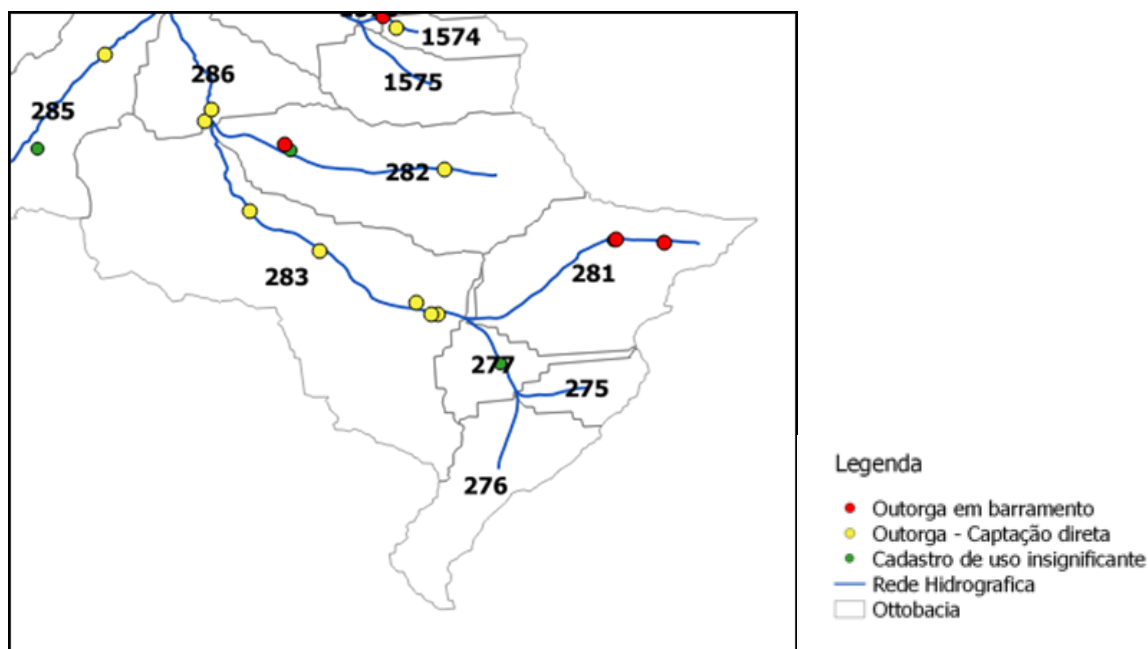 1574
1575
286
285
282
283
281
277
275
276
Legenda
Outorga em barramento
Outorga - Captação direta
Cadastro de uso insignificante
Rede Hidrografica
Ottobacia